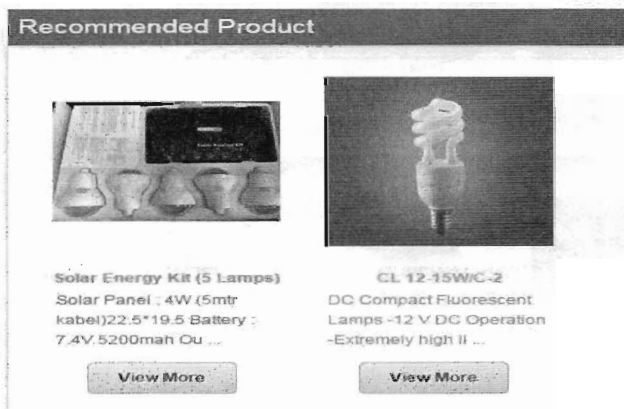 Recommended Product
Solar Energy Kit (5 Lamps)
Solar Panel : 4W (5mtr
kabel)22.5*19.5 Battery :
7.4V.5200mah Ou ...
View More
CL 12-15W/C-2
DC Compact Fluorescent
Lamps -12 V DC Operation
-Extremely high li ...
View More